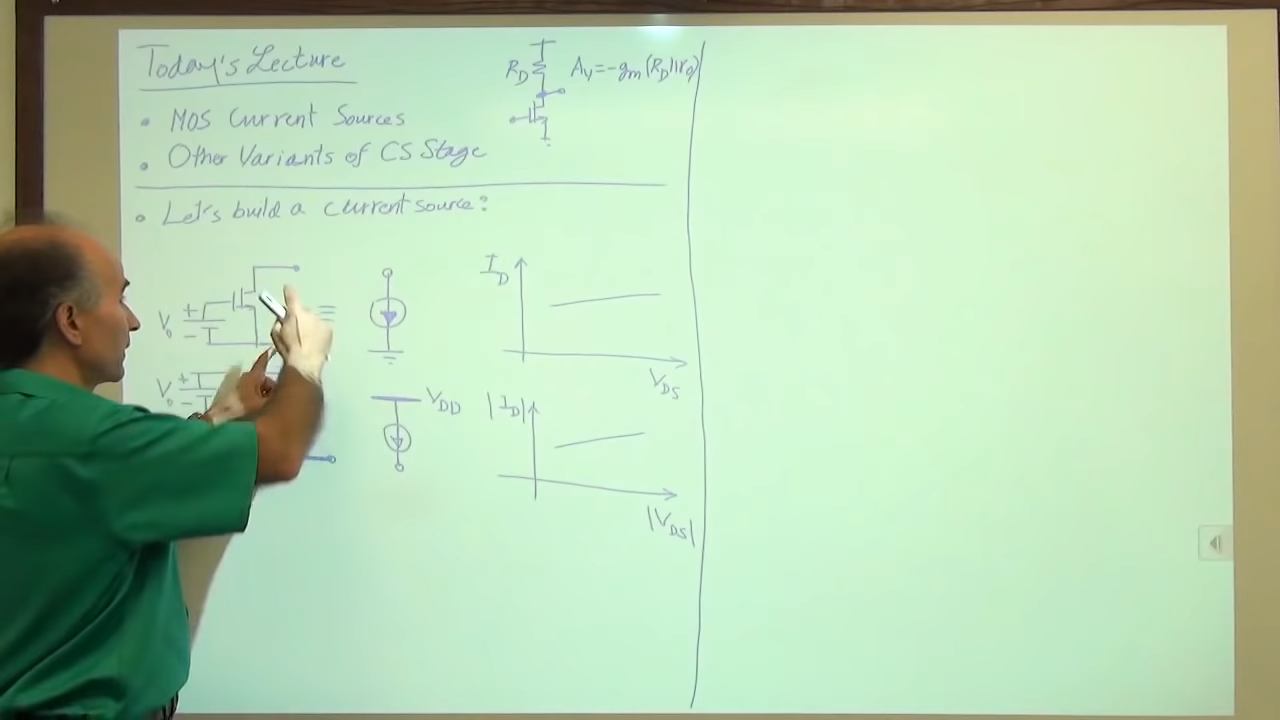 Today's Lecture
• MOS Current Sources
• Other Variants of CS Stage
R_D
A_v = -g_m (R_D || r_O)
• Let's build a current source:
V_b + -
I_D
V_DS
V_b + -
V_DD
|I_D|
|V_DS|